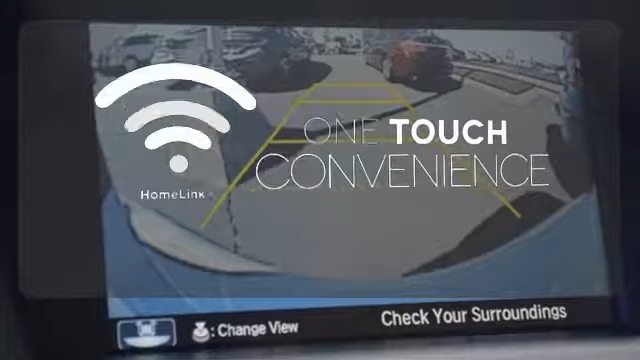 ONE TOUCH
CONVENIENCE
HomeLink
: Change View
Check Your Surroundings